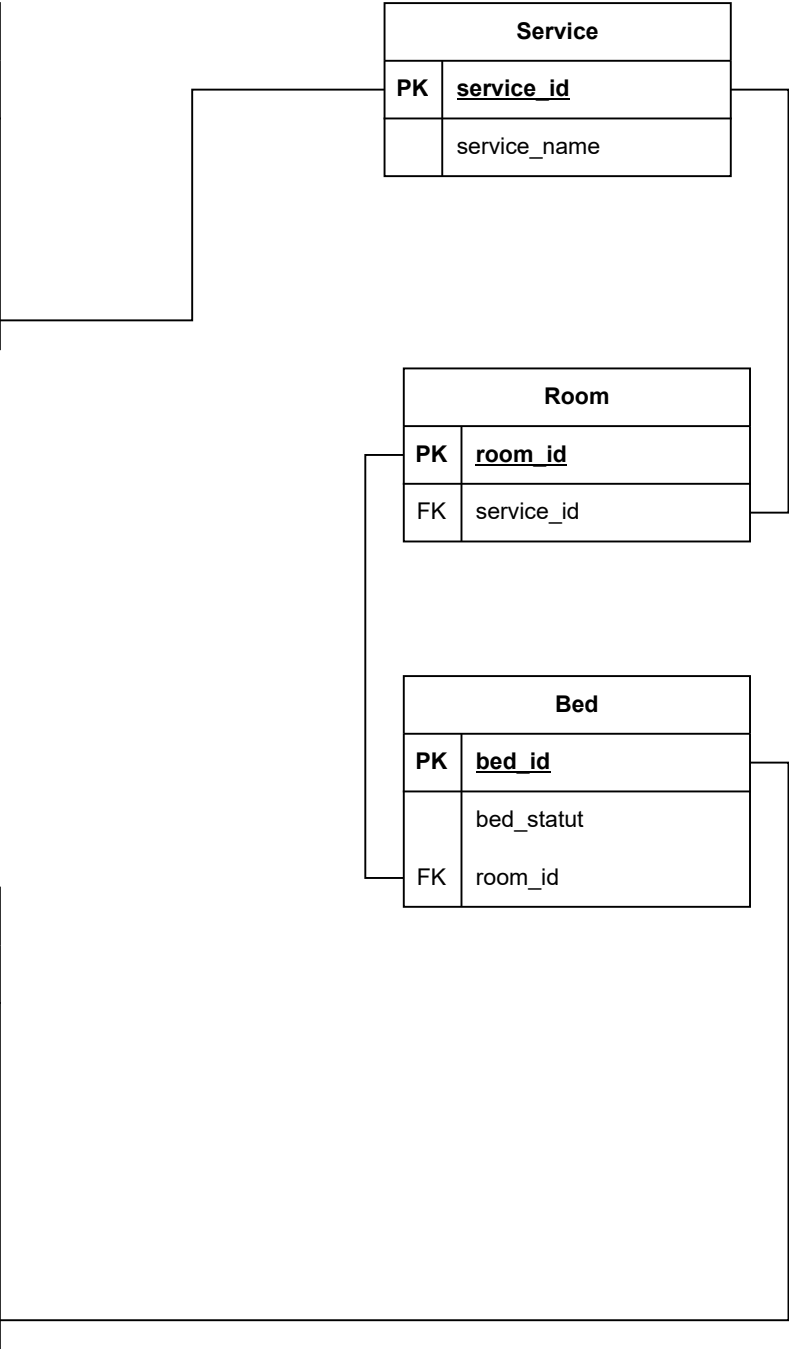 Service
PK service_id
service_name
Room
PK room_id
FK service_id
Bed
PK bed_id
bed_statut
FK room_id